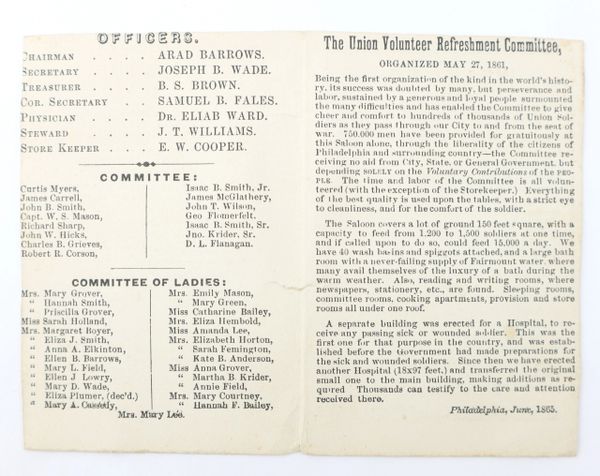 OFFICERS.
CHAIRMAN . . . . ARAD BARROWS.
SECRETARY . . . . JOSEPH B. WADE.
TREASURER . . . . B. S. BROWN.
COR. SECRETARY . . . . SAMUEL B. FALES.
PHYSICIAN . . . . DR. ELIAB WARD.
STEWARD . . . . J. T. WILLIAMS.
STORE KEEPER . . . . E. W. COOPER.
COMMITTEE:
Curtis Myers,
James Carrell,
John B. Smith,
Capt. W. S. Mason,
Richard Sharp,
John W. Hicks,
Charles B. Grieves,
Robert R. Corson,
Isaac B. Smith, Jr.
James McGlathery,
John T. Wilson,
Geo Flomerfelt.
Isaac B. Smith, Sr.
Jno. Krider, Sr.
D. L. Flanagan.
COMMITTEE OF LADIES:
Mrs. Mary Grover,
" Hannah Smith,
" Priscilla Grover,
Miss Sarah Holland,
Mrs. Margaret Boyer,
" Eliza J. Smith,
" Anna A. Elkinton,
" Ellen B. Barrows,
" Mary L. Field,
" Ellen J Lowry,
" Mary D. Wade,
" Eliza Plumer, (dec'd.)
" Mary A. Cassedy,
Mrs. Emily Mason,
" Mary Green,
Miss Catharine Bailey,
Mrs. Eliza Hembold,
Miss Amanda Lee,
Mrs. Elizabeth Horton,
" Sarah Femington,
" Kate B. Anderson,
Miss Anna Grover,
" Martha B. Krider,
" Annie Field,
Mrs. Mary Courtney,
" Hannah F. Bailey,
Mrs. Mary Lee.
The Union Volunteer Refreshment Committee,
ORGANIZED MAY 27, 1861,
Being the first organization of the kind in the world's histo-
ry, its success was doubted by many, but perseverance and
labor, sustained by a generous and loyal people surmounted
the many difficulties and has enabled the Committee to give
cheer and comfort to hundreds of thousands of Union Sol-
diers as they pass through our City to and from the seat of
war. 750,000 men have been provided for gratuitously at
this Saloon alone, through the liberality of the citizens of
Philadelphia and surrounding country—the Committee re-
ceiving no aid from City, State, or General Government, but
depending SOLELY on the Voluntary Contributions of the PEO-
PLE. The time and labor of the Committee is all volun-
teered (with the exception of the Storekeeper.) Everything
of the best quality is used upon the tables, with a strict eye
to cleanliness, and for the comfort of the soldier.
The Saloon covers a lot of ground 150 feet square, with a
capacity to feed from 1,200 to 1,500 soldiers at one time,
and if called upon to do so, could feed 15,000 a day. We
have 40 wash basins and spiggots attached, and a large bath
room with a never-failing supply of Fairmount water, where
many avail themselves of the luxury of a bath during the
warm weather. Also, reading and writing rooms, where
newspapers, stationery, etc., are found. Sleeping rooms,
committee rooms, cooking apartments, provision and store
rooms all under one roof.
A separate building was erected for a Hospital, to re-
ceive any passing sick or wounded soldier. This was the
first one for that purpose in the country, and was estab-
lished before the Government had made preparations for
the sick and wounded soldiers. Since then we have erected
another Hospital (18x97 feet.) and transferred the original
small one to the main building, making additions as re-
quired Thousands can testify to the care and attention
received there.
Philadelphia, June, 1865.